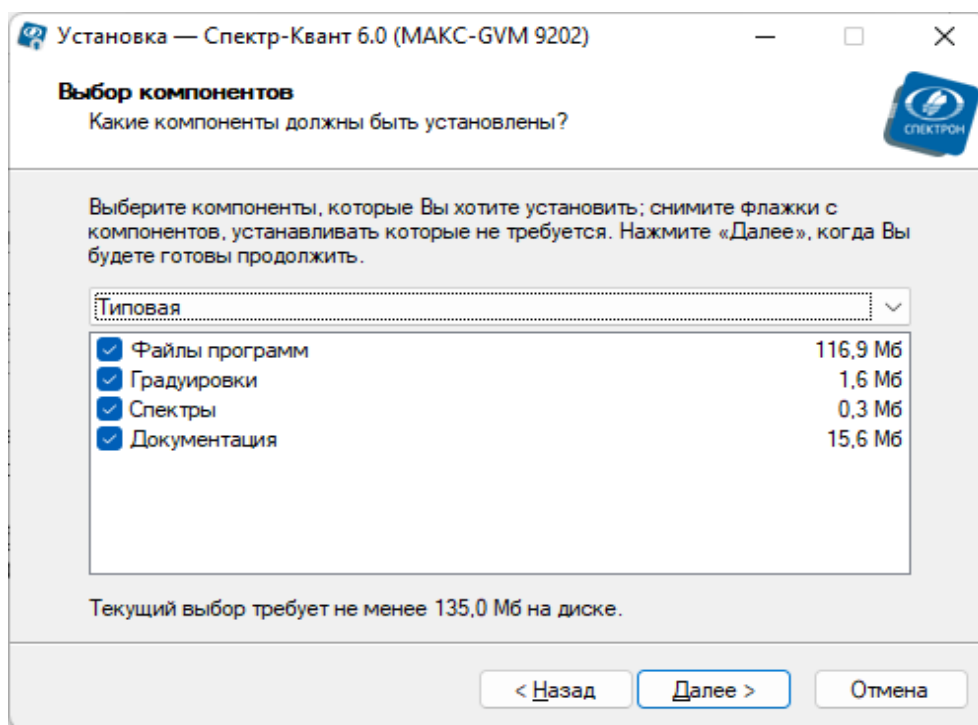 Установка — Спектр-Квант 6.0 (МАКС-GVM 9202)
Выбор компонентов
Какие компоненты должны быть установлены?
СПЕКТРОН
Выберите компоненты, которые Вы хотите установить; снимите флажки с
компонентов, устанавливать которые не требуется. Нажмите «Далее», когда Вы
будете готовы продолжить.
Типовая
Файлы программ 116,9 Мб
Градуировки 1,6 Мб
Спектры 0,3 Мб
Документация 15,6 Мб
Текущий выбор требует не менее 135,0 Мб на диске.
< Назад Далее > Отмена